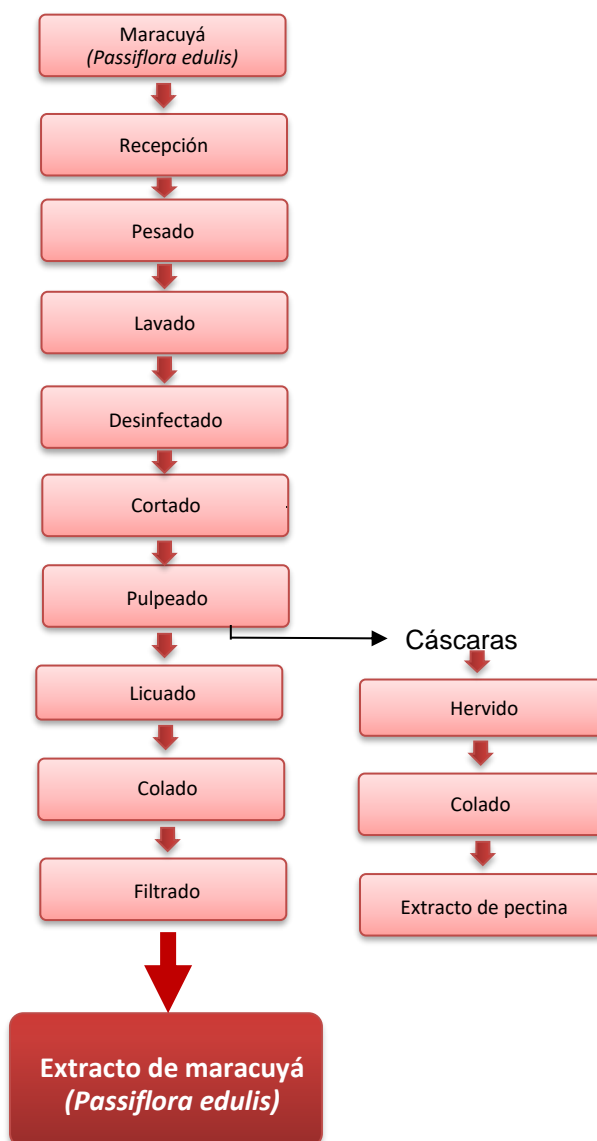 Maracuyá
(Passiflora edulis)
Recepción
Pesado
Lavado
Desinfectado
Cortado
Pulpeado
Cáscaras
Licuado
Hervido
Colado
Colado
Filtrado
Extracto de pectina
Extracto de maracuyá
(Passiflora edulis)